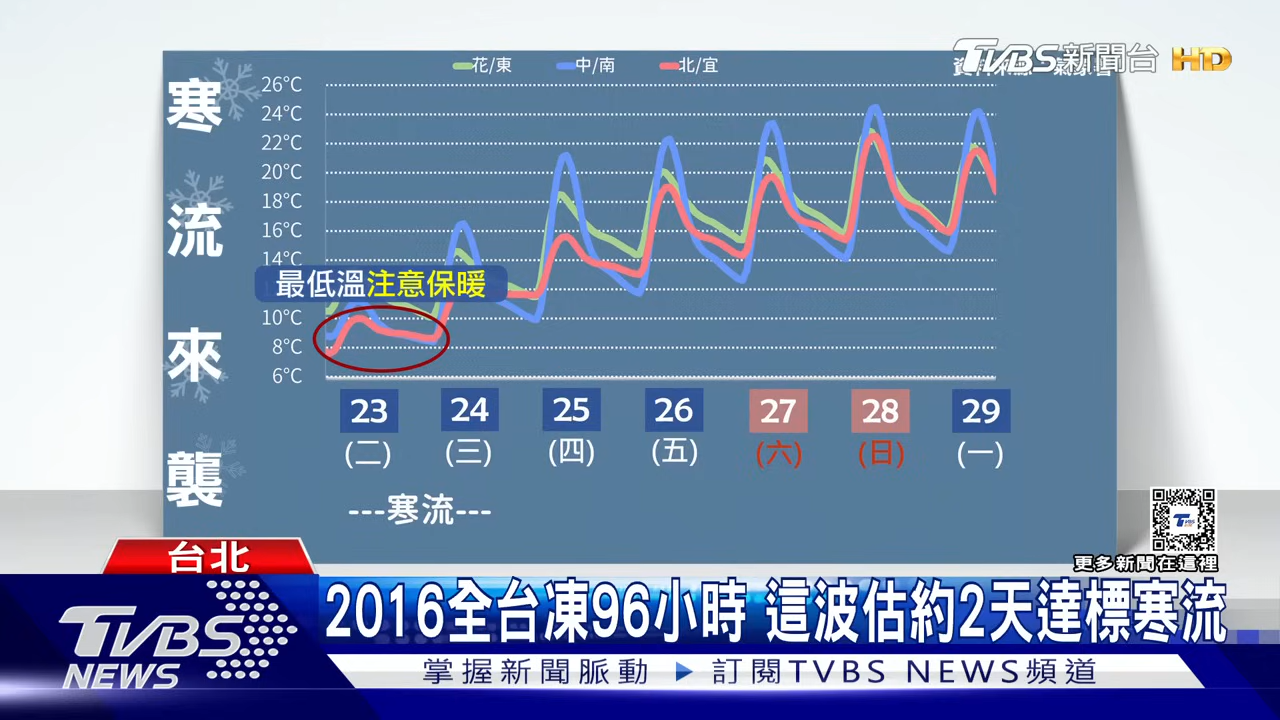 TVBS新聞台 HD
花/東 中/南 北/宜
寒流來襲
26°C
24°C
22°C
20°C
18°C
16°C
14°C
10°C
8°C
6°C
最低溫注意保暖
23 24 25 26 27 28 29
(二) (三) (四) (五) (六) (日) (一)
---寒流---
更多新聞在這裡
台北
2016全台凍96小時 這波估約2天達標寒流
TVBS NEWS
掌握新聞脈動 ▶ 訂閱TVBS NEWS頻道